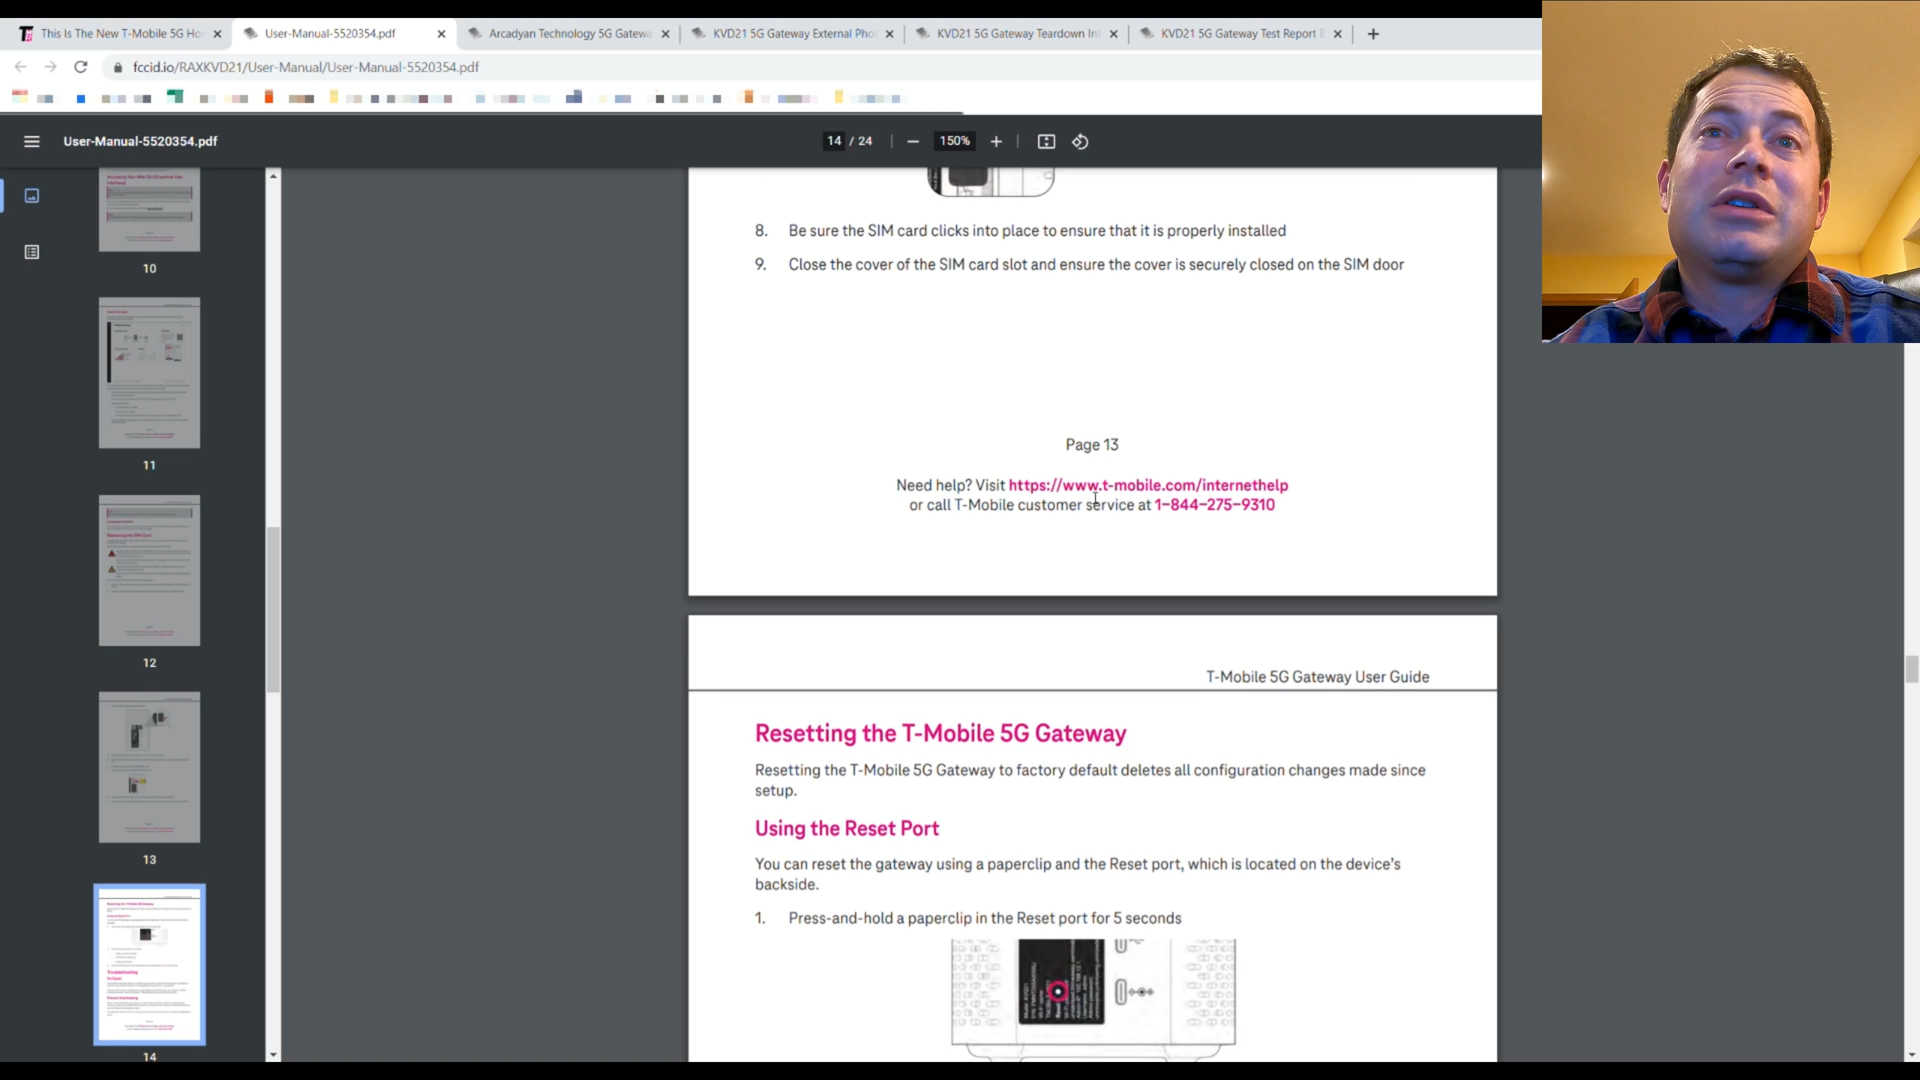 This Is The New T-Mobile 5G Ho
User-Manual-5520354.pdf
Arcadyan Technology 5G Gatewa
KVD21 5G Gateway External Pho
KVD21 5G Gateway Teardown Int
KVD21 5G Gateway Test Report
fccid.io/RAXKVD21/User-Manual/User-Manual-5520354.pdf
User-Manual-5520354.pdf
14 / 24
150%
10
11
12
13
14
8. Be sure the SIM card clicks into place to ensure that it is properly installed
9. Close the cover of the SIM card slot and ensure the cover is securely closed on the SIM door
Page 13
Need help? Visit https://www.t-mobile.com/internethelp
or call T-Mobile customer service at 1-844-275-9310
T-Mobile 5G Gateway User Guide
Resetting the T-Mobile 5G Gateway
Resetting the T-Mobile 5G Gateway to factory default deletes all configuration changes made since
setup.
Using the Reset Port
You can reset the gateway using a paperclip and the Reset port, which is located on the device's
backside.
1. Press-and-hold a paperclip in the Reset port for 5 seconds